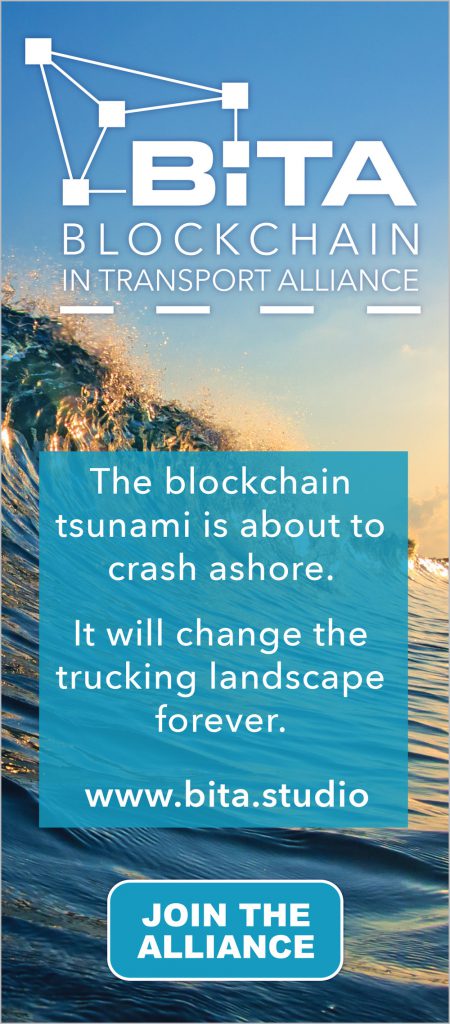 BiTA
BLOCKCHAIN
IN TRANSPORT ALLIANCE
The blockchain
tsunami is about to
crash ashore.
It will change the
trucking landscape
forever.
www.bita.studio
JOIN THE
ALLIANCE